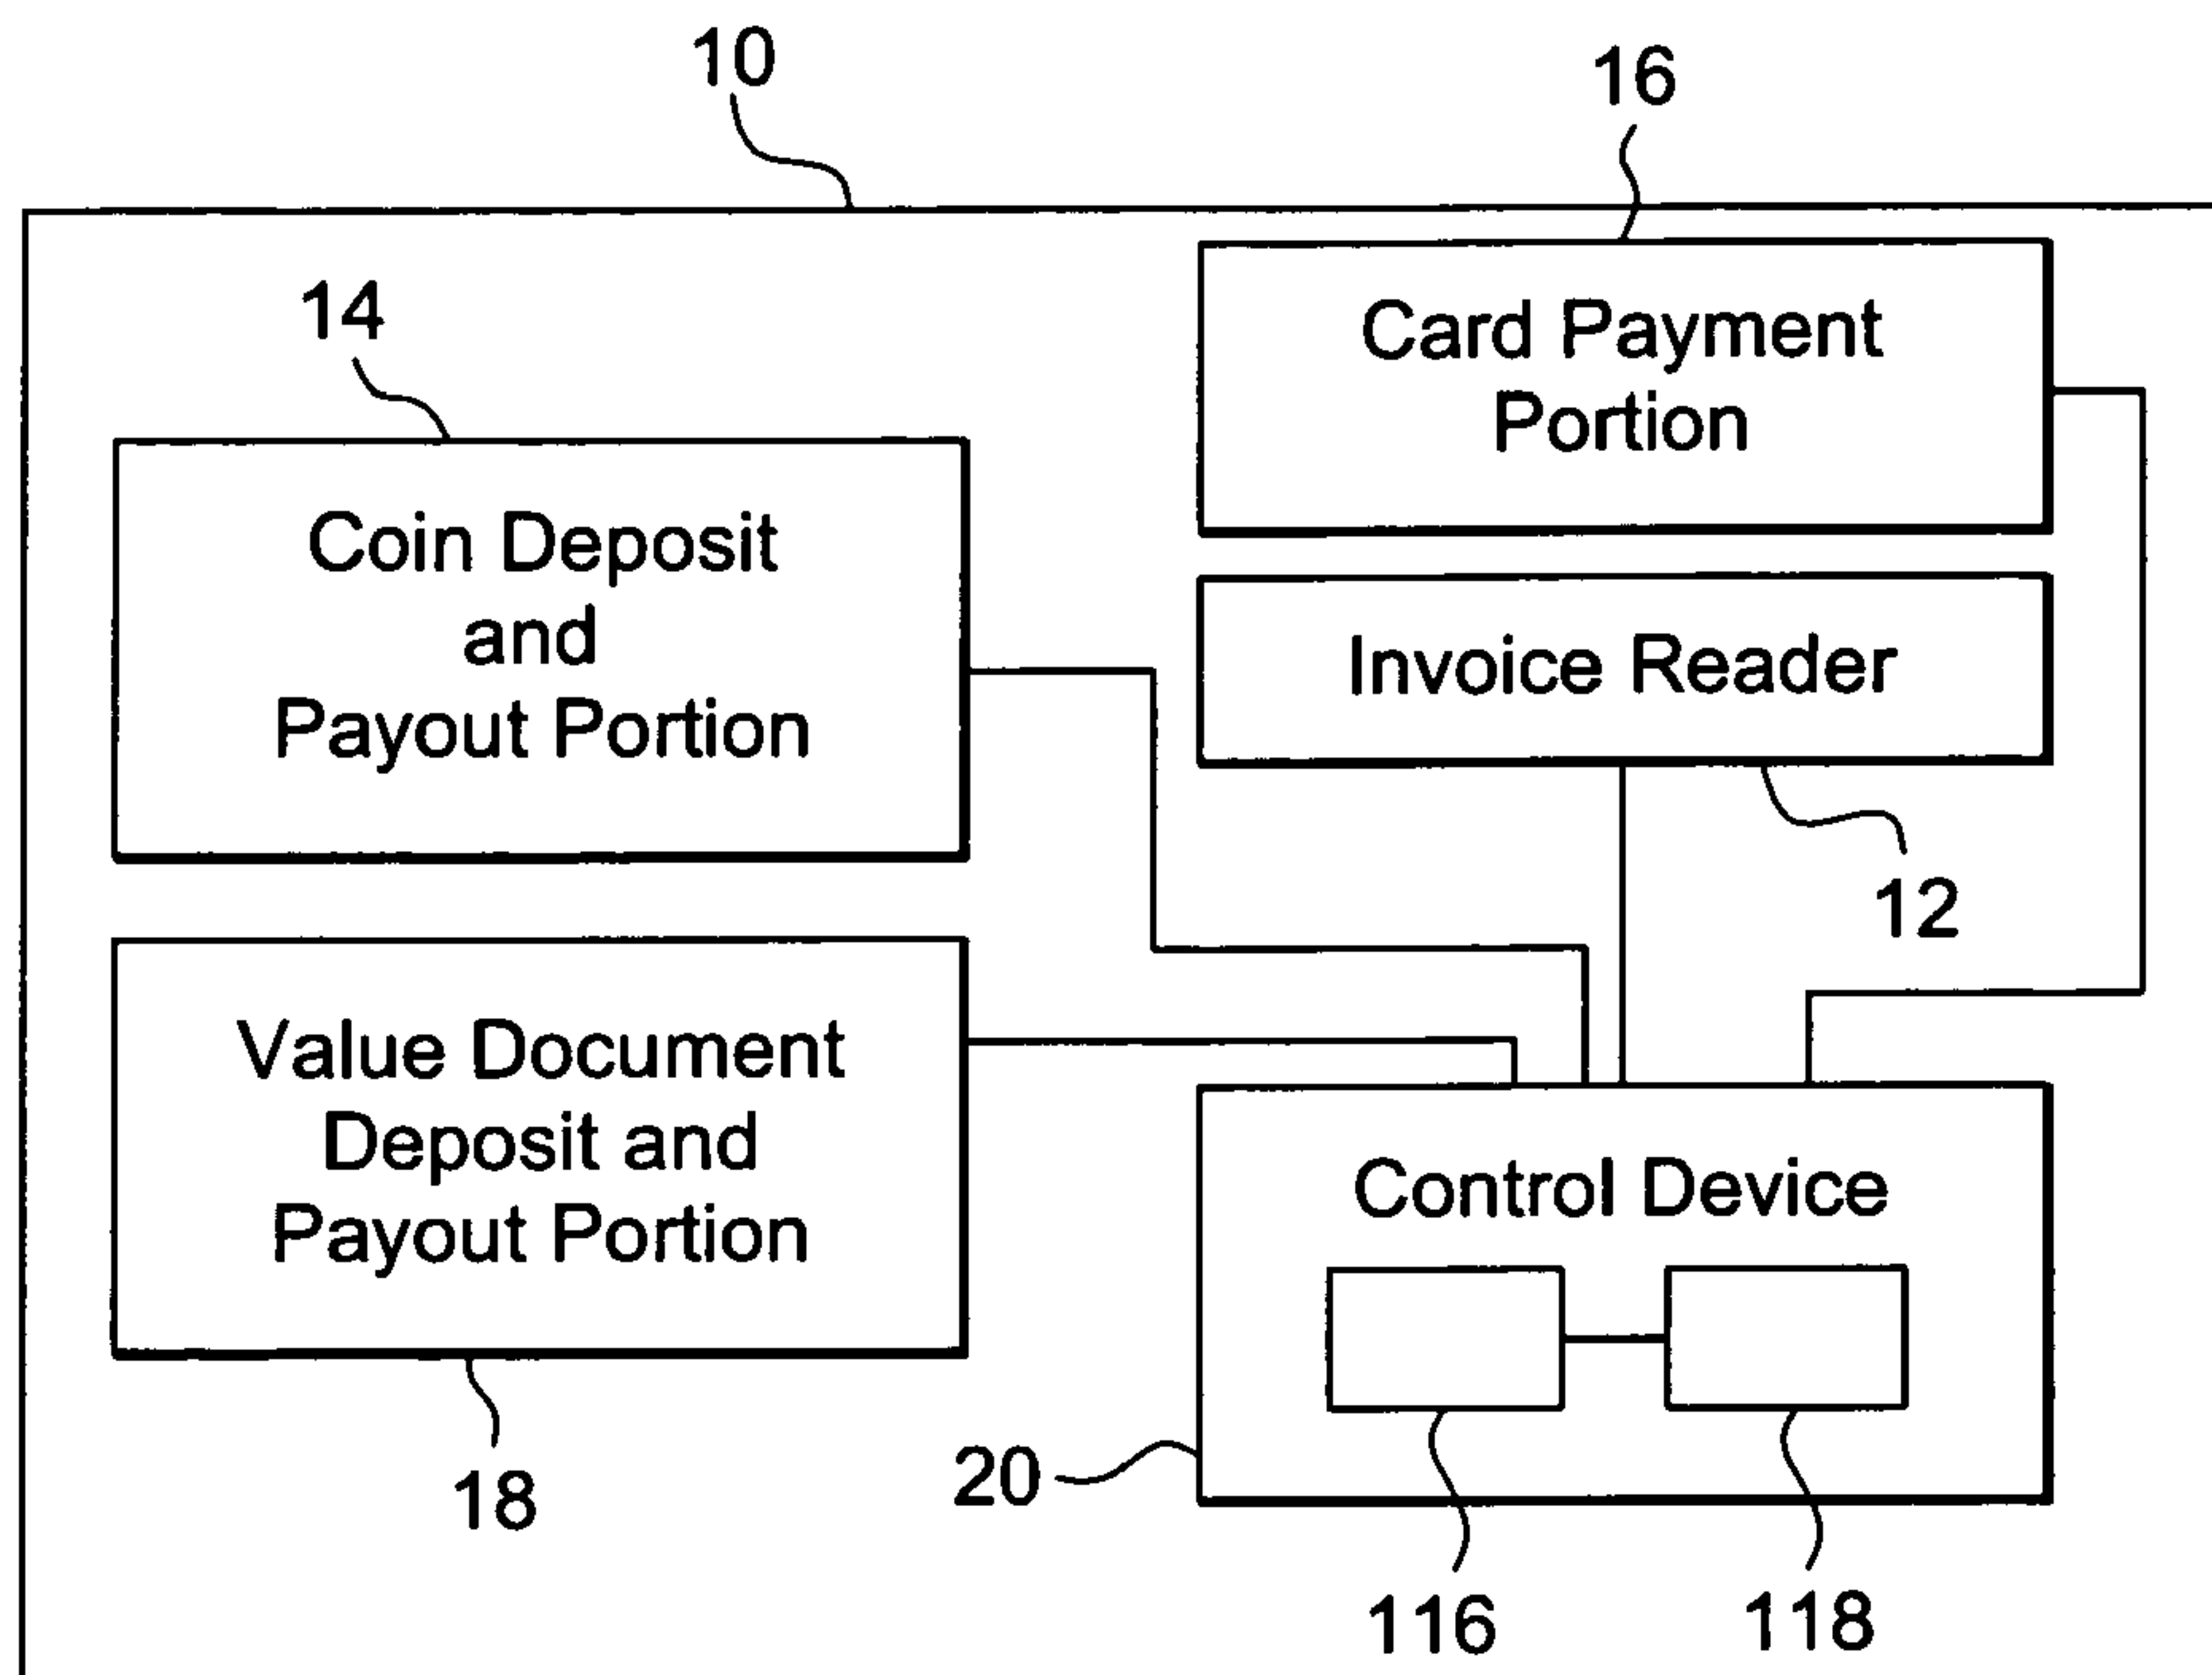 10
16
14
Card Payment
Portion
Coin Deposit
and
Payout Portion
Invoice Reader
12
Value Document
Deposit and
Payout Portion
Control Device
18
20
116
118